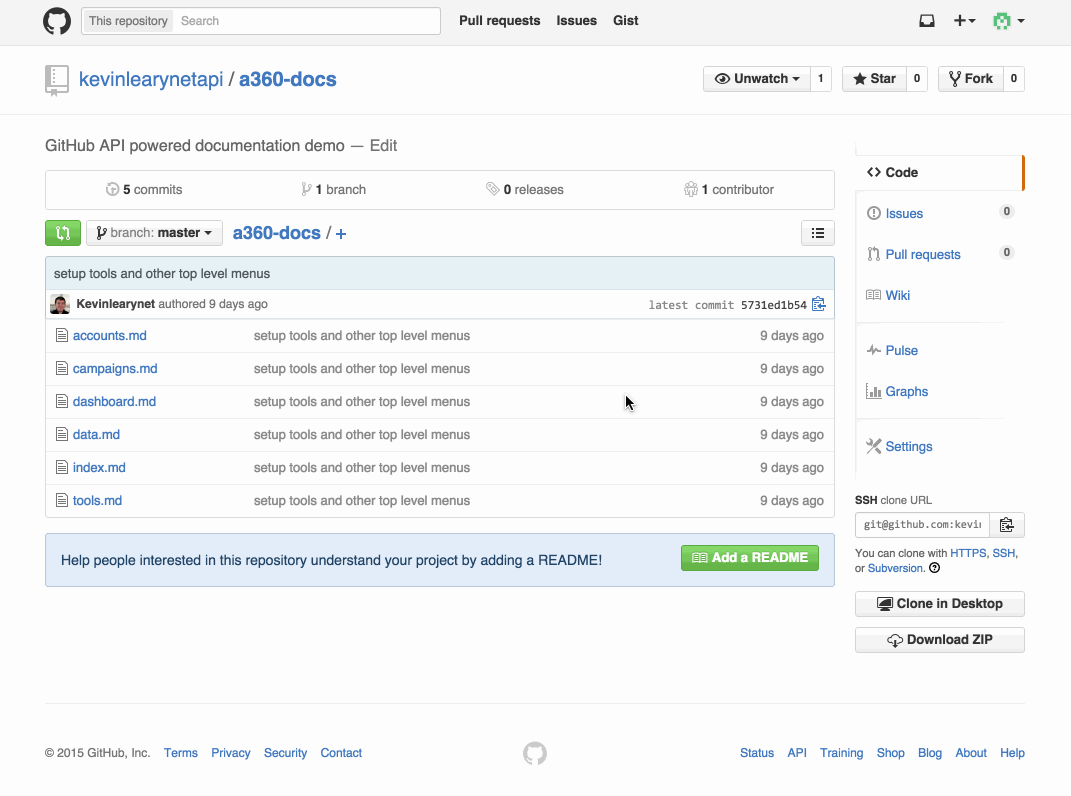 This repository Search Pull requests Issues Gist
kevinlearynetapi / a360-docs Unwatch 1 Star 0 Fork 0
GitHub API powered documentation demo — Edit
5 commits 1 branch 0 releases 1 contributor
branch: master a360-docs / +
setup tools and other top level menus
Kevinlearynet authored 9 days ago latest commit 5731ed1b54
accounts.md setup tools and other top level menus 9 days ago
campaigns.md setup tools and other top level menus 9 days ago
dashboard.md setup tools and other top level menus 9 days ago
data.md setup tools and other top level menus 9 days ago
index.md setup tools and other top level menus 9 days ago
tools.md setup tools and other top level menus 9 days ago
Help people interested in this repository understand your project by adding a README! Add a README
Code
Issues 0
Pull requests 0
Wiki
Pulse
Graphs
Settings
SSH clone URL
git@github.com:kevi
You can clone with HTTPS, SSH,
or Subversion.
Clone in Desktop
Download ZIP
© 2015 GitHub, Inc. Terms Privacy Security Contact Status API Training Shop Blog About Help